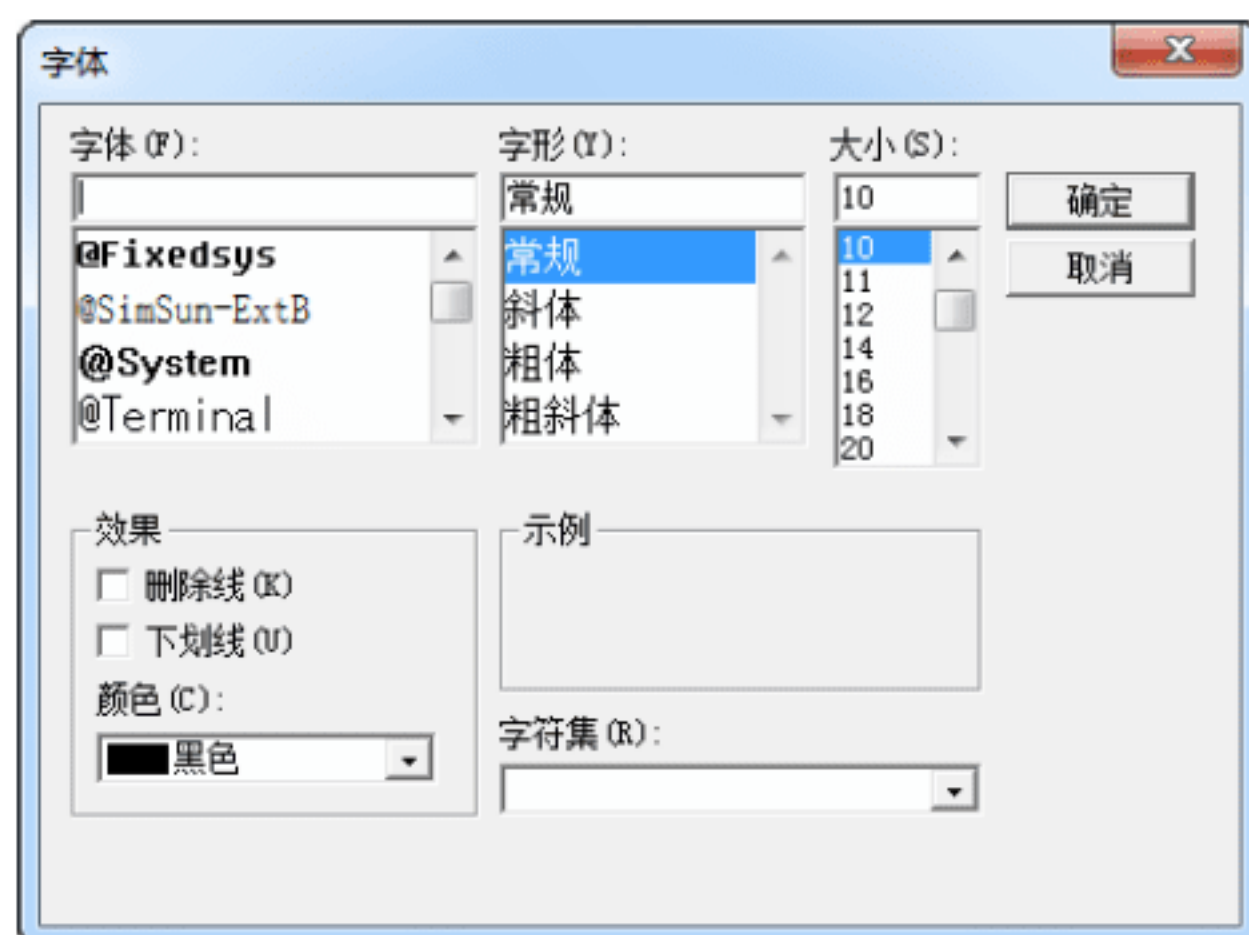 字体
字体(F):
字形(Y):
大小(S):
常规
10
确定
取消
@Fixedsys
@SimSun-ExtB
@System
@Terminal
常规
斜体
粗体
粗斜体
10
11
12
14
16
18
20
效果
删除线(K)
下划线(U)
颜色(C):
黑色
示例
字符集(R):